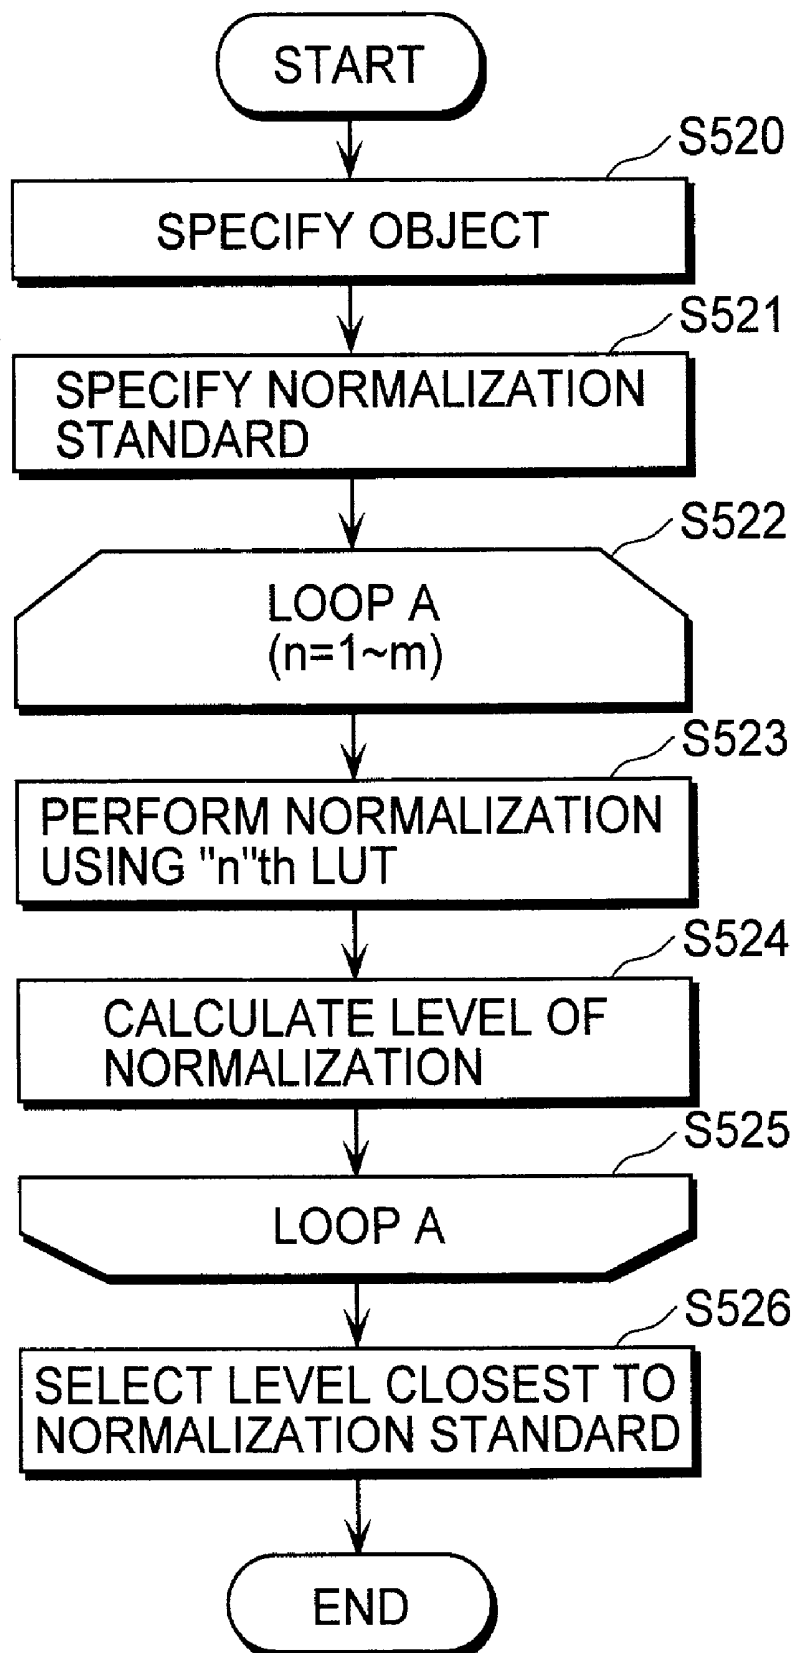 START
S520
SPECIFY OBJECT
S521
SPECIFY NORMALIZATION
STANDARD
S522
LOOP A
(n=1~m)
S523
PERFORM NORMALIZATION
USING "n"th LUT
S524
CALCULATE LEVEL OF
NORMALIZATION
S525
LOOP A
S526
SELECT LEVEL CLOSEST TO
NORMALIZATION STANDARD
END